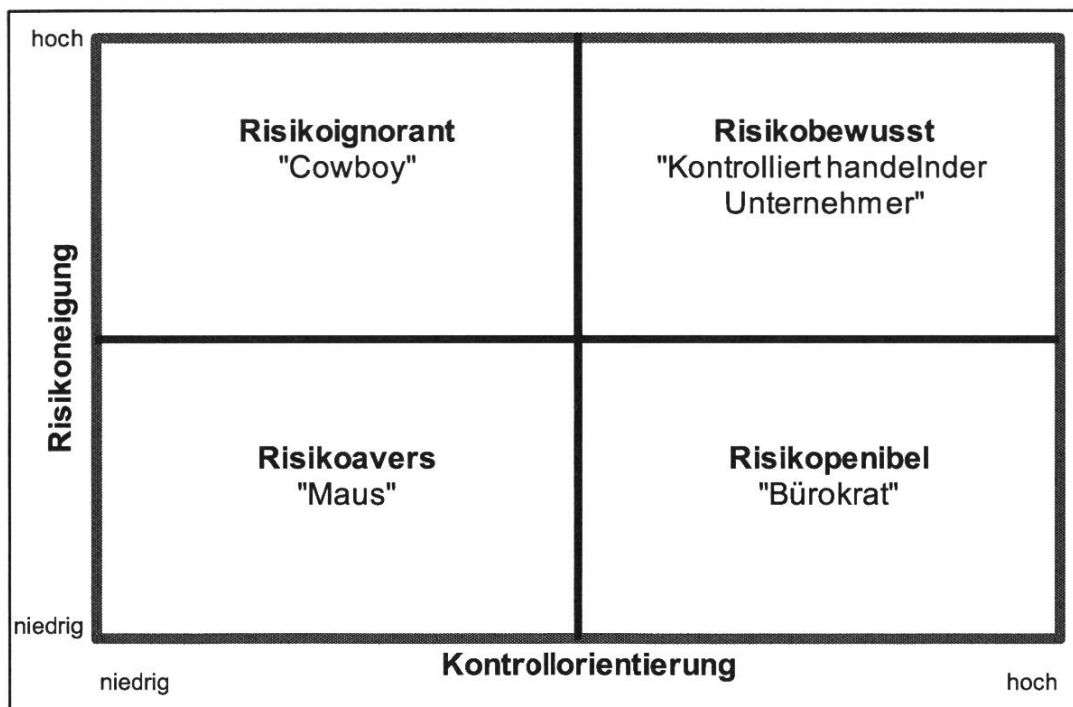 hoch
Risikoignorant
"Cowboy"
Risikobewusst
"Kontrolliert handelnder
Unternehmer"
Risikoneigung
Risikoavers
"Maus"
Risikopenibel
"Bürokrat"
niedrig
Kontrollorientierung
niedrig
hoch